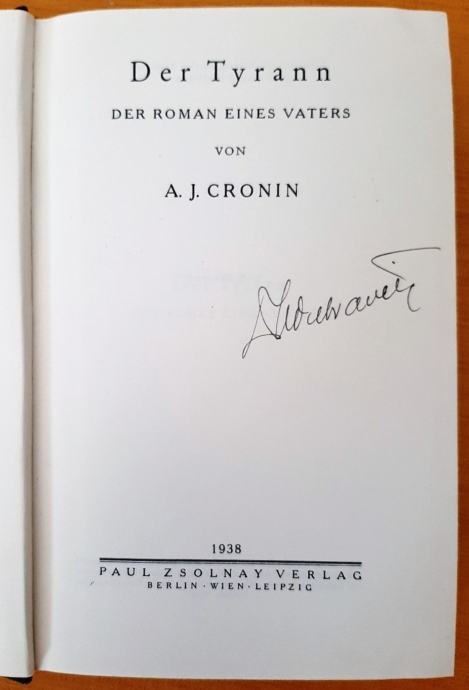 Der Tyrann
DER ROMAN EINES VATERS
VON
A. J. CRONIN
1938
PAUL ZSOLNAY VERLAG
BERLIN · WIEN · LEIPZIG